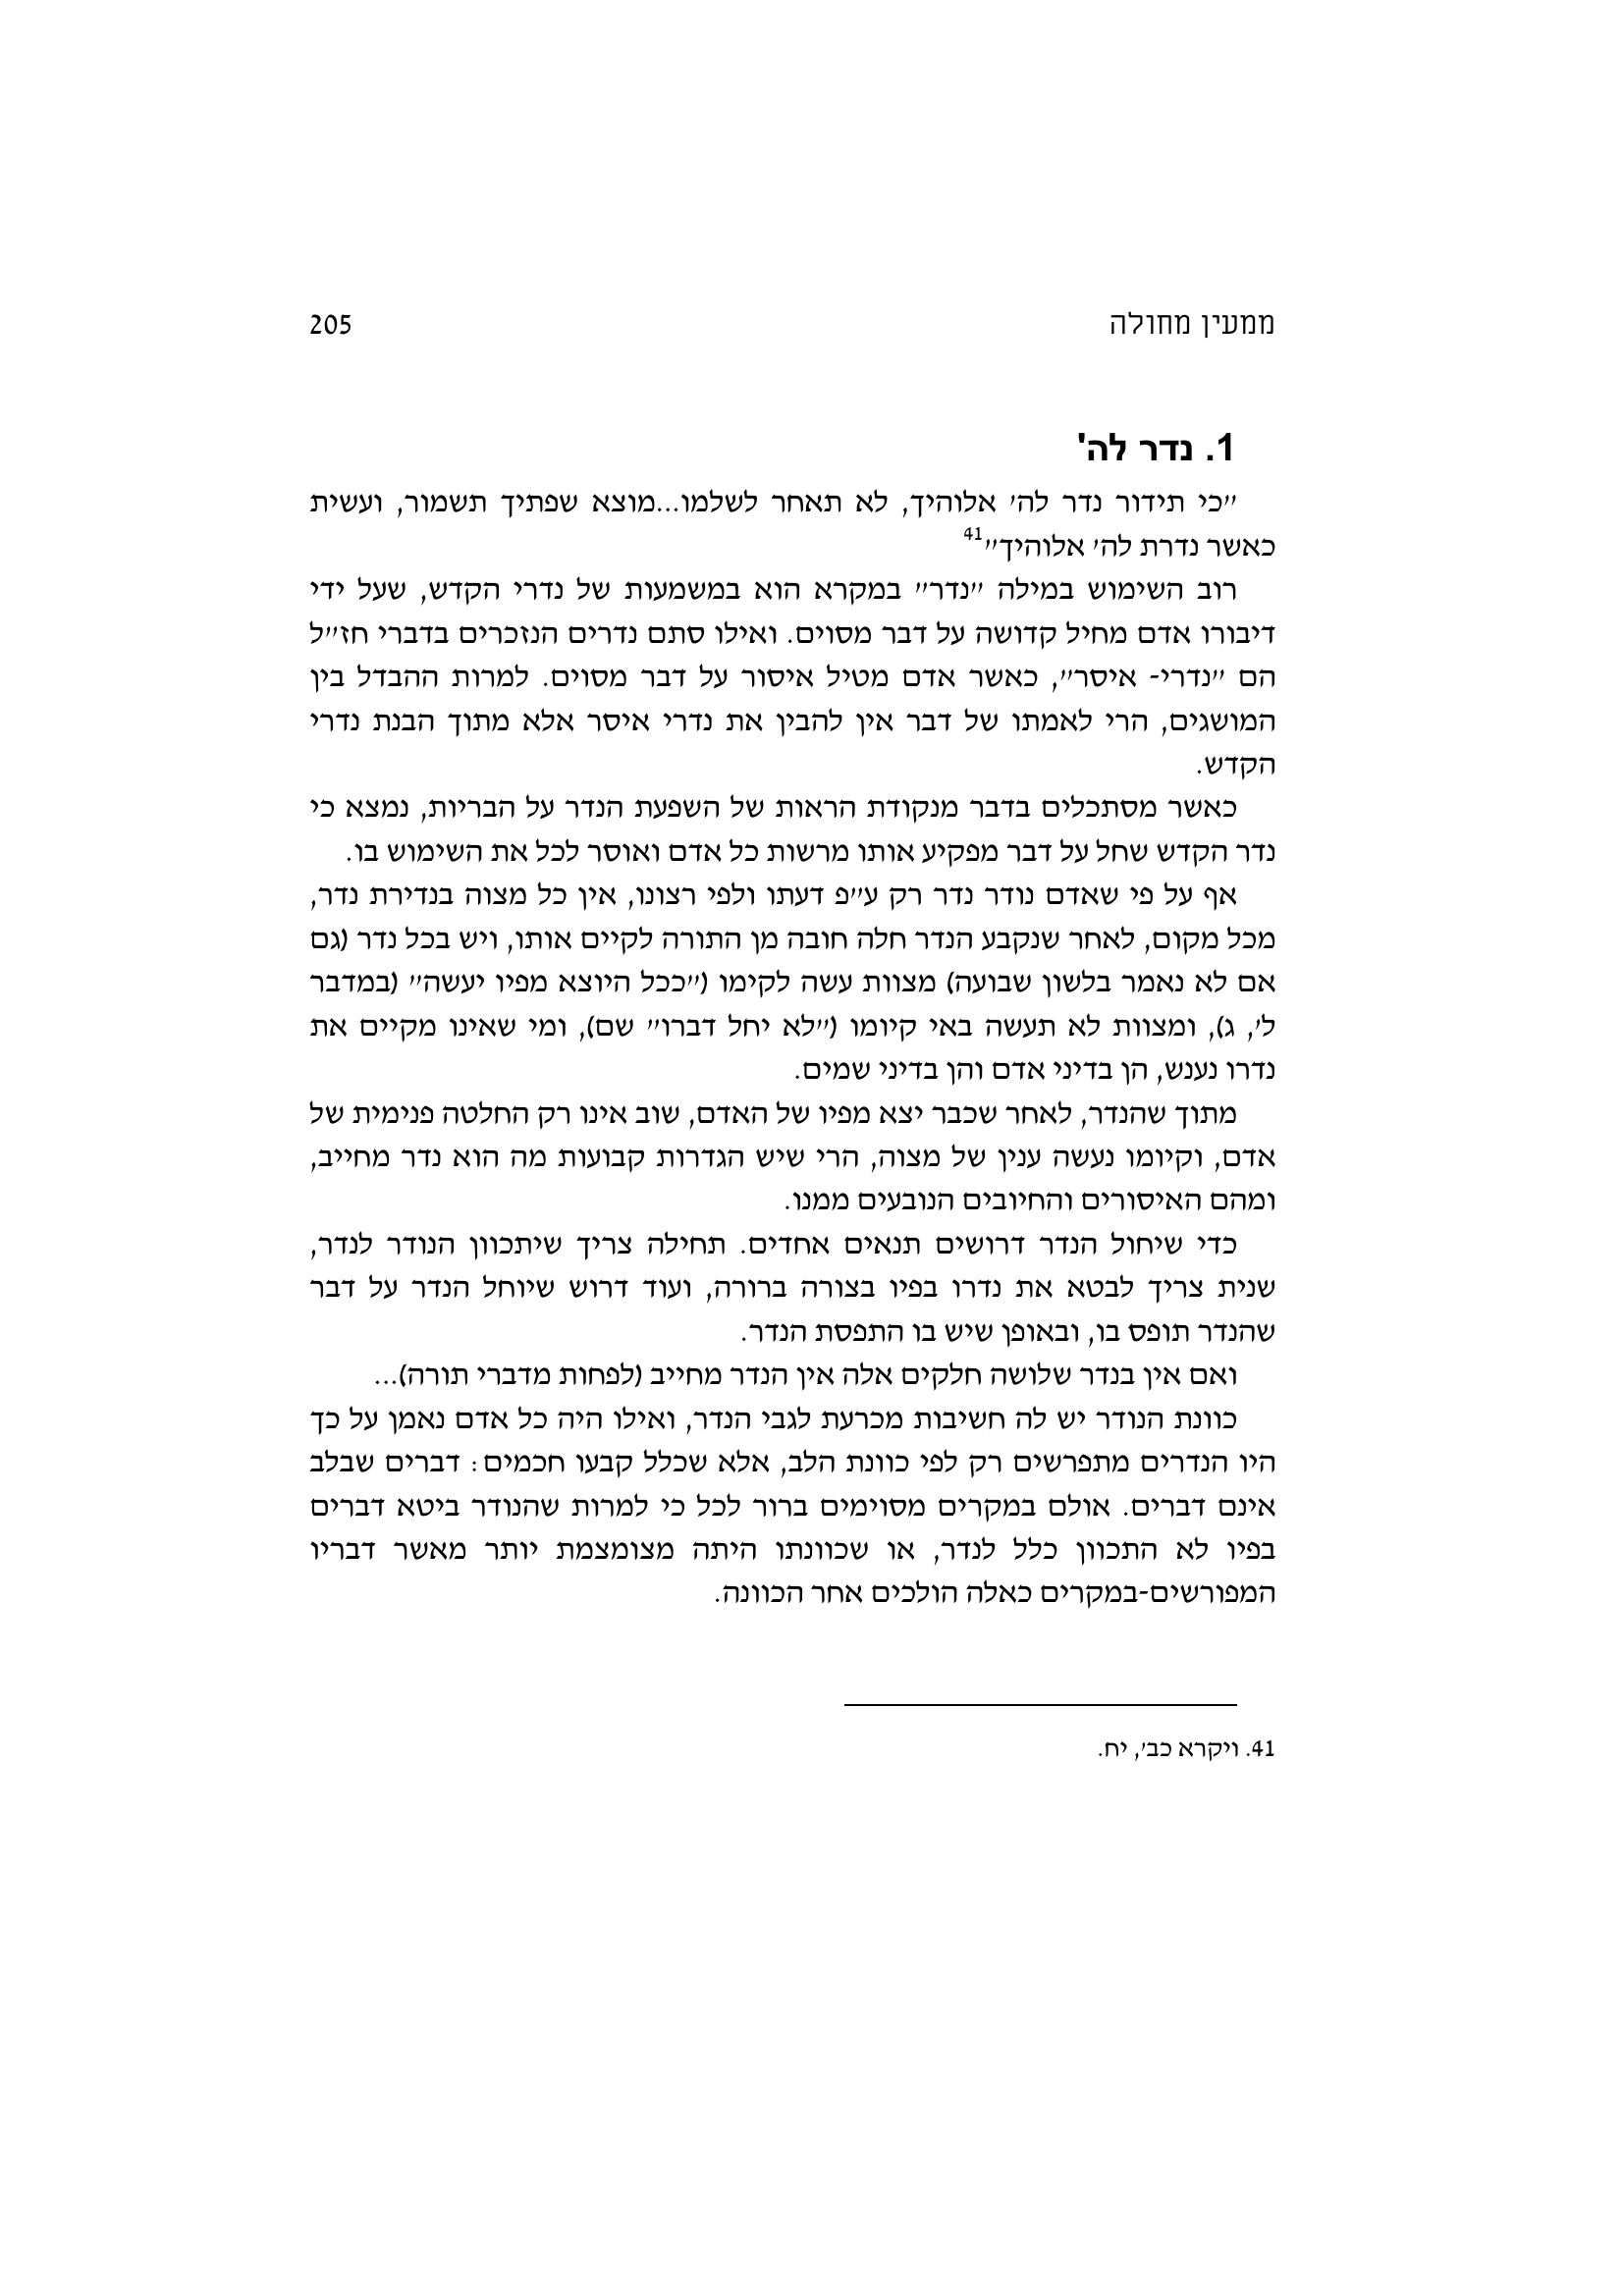 ממעין מחולה 205
1. נדר לה'
"כי תידור נדר לה' אלוהיך, לא תאחר לשלמו...מוצא שפתיך תשמור, ועשית
כאשר נדרת לה' אלוהיך"41
רוב השימוש במילה "נדר" במקרא הוא במשמעות של נדרי הקדש, שעל ידי
דיבורו אדם מחיל קדושה על דבר מסוים. ואילו סתם נדרים הנזכרים בדברי חז"ל
הם "נדרי- איסר", כאשר אדם מטיל איסור על דבר מסוים. למרות ההבדל בין
המושגים, הרי לאמתו של דבר אין להבין את נדרי איסר אלא מתוך הבנת נדרי
הקדש.
כאשר מסתכלים בדבר מנקודת הראות של השפעת הנדר על הבריות, נמצא כי
נדר הקדש שחל על דבר מפקיע אותו מרשות כל אדם ואוסר לכל את השימוש בו.
אף על פי שאדם נודר נדר רק ע"פ דעתו ולפי רצונו, אין כל מצוה בנדירת נדר,
מכל מקום, לאחר שנקבע הנדר חלה חובה מן התורה לקיים אותו, ויש בכל נדר (גם
אם לא נאמר בלשון שבועה) מצוות עשה לקימו ("ככל היוצא מפיו יעשה" (במדבר
ל', ג), ומצוות לא תעשה באי קיומו ("לא יחל דברו" שם), ומי שאינו מקיים את
נדרו נענש, הן בדיני אדם והן בדיני שמים.
מתוך שהנדר, לאחר שכבר יצא מפיו של האדם, שוב אינו רק החלטה פנימית של
אדם, וקיומו נעשה ענין של מצוה, הרי שיש הגדרות קבועות מה הוא נדר מחייב,
ומהם האיסורים והחיובים הנובעים ממנו.
כדי שיחול הנדר דרושים תנאים אחדים. תחילה צריך שיתכוון הנודר לנדר,
שנית צריך לבטא את נדרו בפיו בצורה ברורה, ועוד דרוש שיוחל הנדר על דבר
שהנדר תופס בו, ובאופן שיש בו התפסת הנדר.
ואם אין בנדר שלושה חלקים אלה אין הנדר מחייב (לפחות מדברי תורה)...
כוונת הנודר יש לה חשיבות מכרעת לגבי הנדר, ואילו היה כל אדם נאמן על כך
היו הנדרים מתפרשים רק לפי כוונת הלב, אלא שכלל קבעו חכמים: דברים שבלב
אינם דברים. אולם במקרים מסוימים ברור לכל כי למרות שהנודר ביטא דברים
בפיו לא התכוון כלל לנדר, או שכוונתו היתה מצומצמת יותר מאשר דבריו
המפורשים-במקרים כאלה הולכים אחר הכוונה.
41. ויקרא כב', יח.